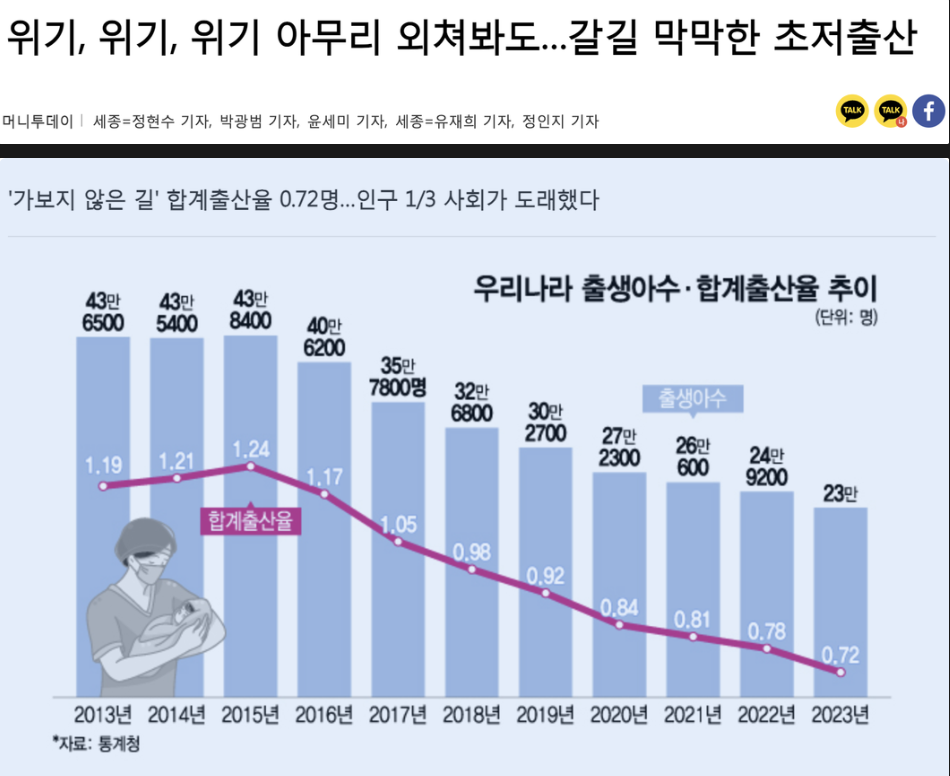 위기, 위기, 위기 아무리 외쳐봐도...갈길 막막한 초저출산
머니투데이 | 세종=정현수 기자, 박광범 기자, 윤세미 기자, 세종=유재희 기자, 정인지 기자
TALK
TALK
나
f
'가보지 않은 길' 합계출산율 0.72명...인구 1/3 사회가 도래했다
우리나라 출생아수·합계출산율 추이
(단위: 명)
43만
6500
43만
5400
43만
8400
40만
6200
35만
7800명
32만
6800
30만
2700
27만
2300
26만
600
24만
9200
23만
출생아수
1.19
1.21
1.24
1.17
1.05
0.98
0.92
0.84
0.81
0.78
0.72
합계출산율
2013년 2014년 2015년 2016년 2017년 2018년 2019년 2020년 2021년 2022년 2023년
*자료: 통계청